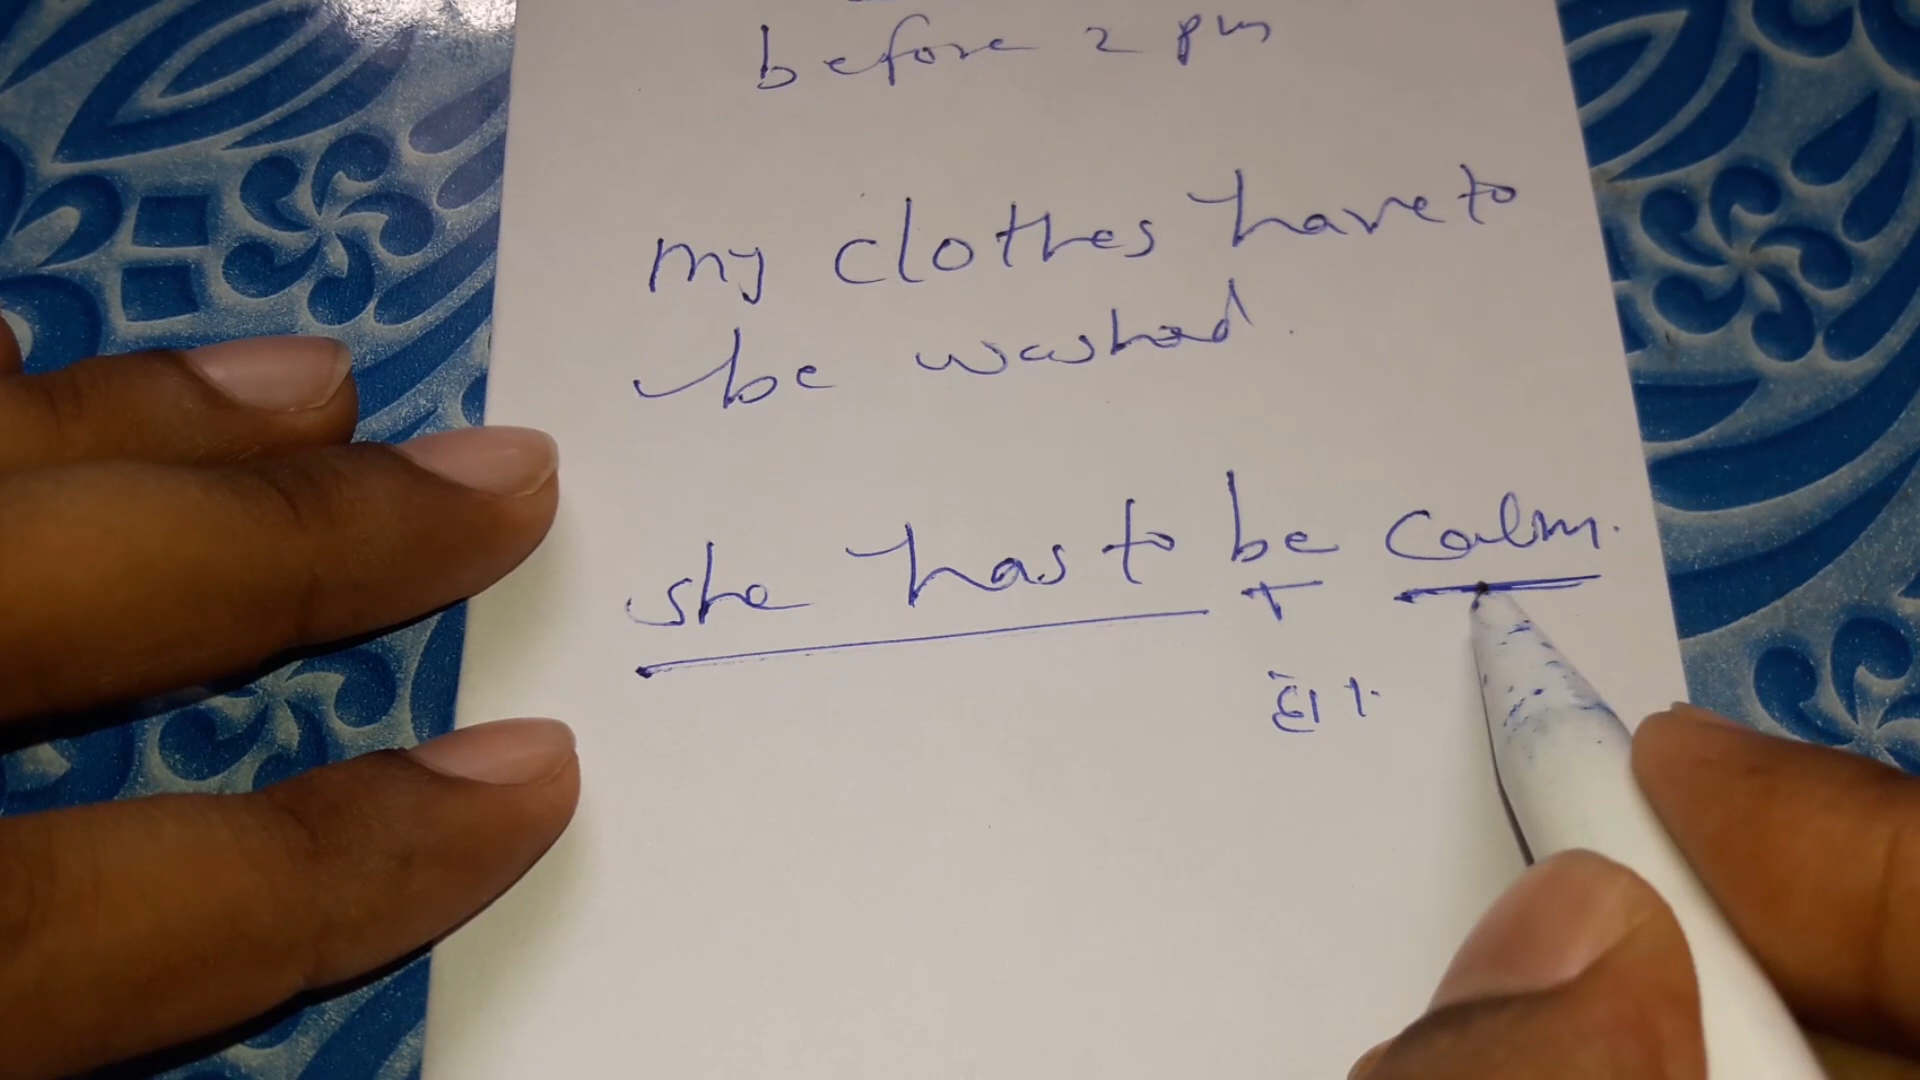 before 2 pm
my clothes have to
be washed.
she has to be calm.